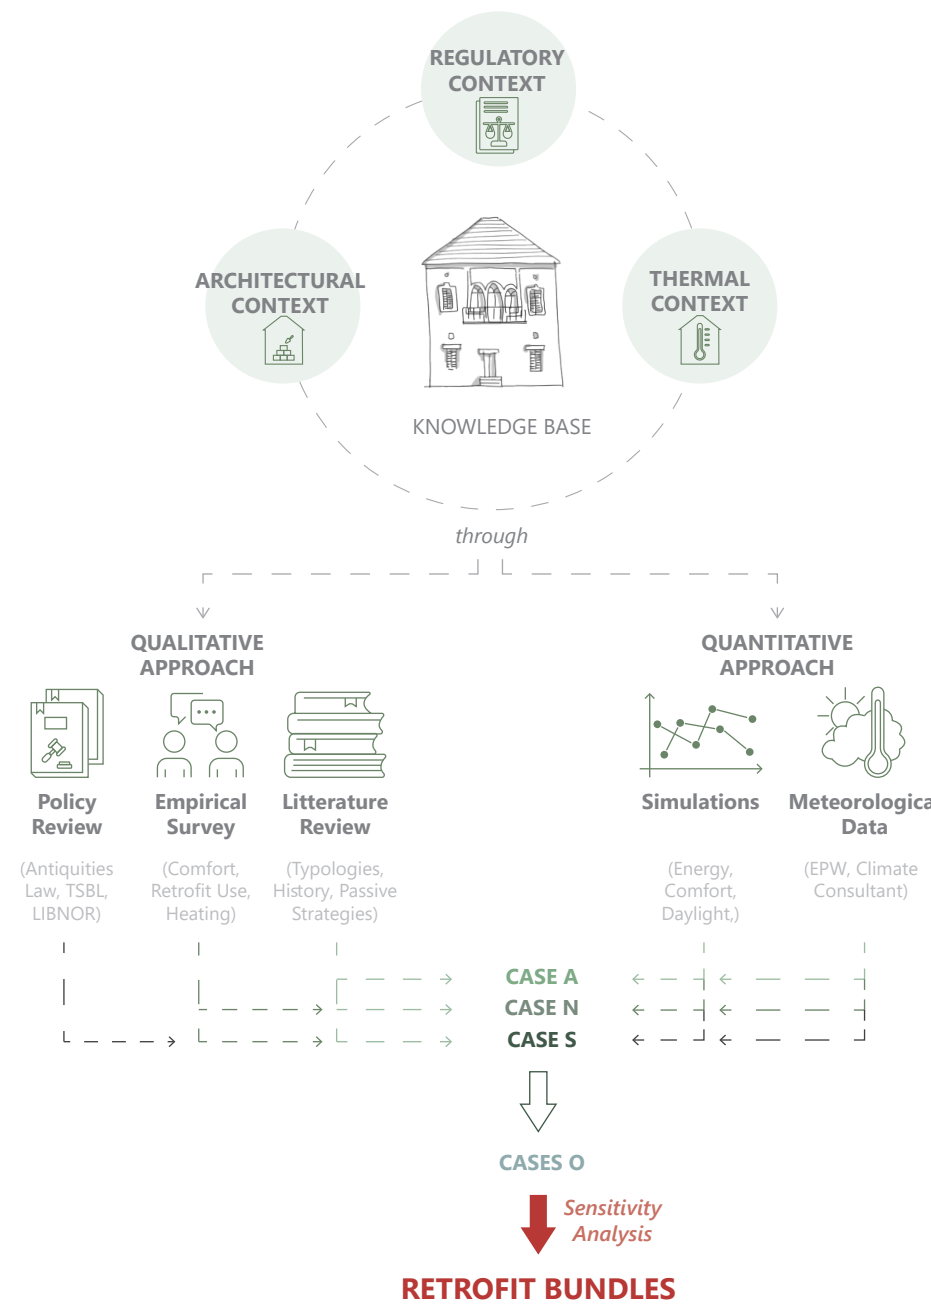 REGULATORY
CONTEXT
ARCHITECTURAL
CONTEXT
THERMAL
CONTEXT
KNOWLEDGE BASE
through
QUALITATIVE
APPROACH
QUANTITATIVE
APPROACH
Policy
Review
Empirical
Survey
Litterature
Review
Simulations
Meteorologica
Data
(Antiquities
Law, TSBL,
LIBNOR)
(Comfort,
Retrofit Use,
Heating)
(Typologies,
History, Passive
Strategies)
(Energy,
Comfort,
Daylight,)
(EPW, Climate
Consultant)
CASE A
CASE N
CASE S
CASES O
Sensitivity
Analysis
RETROFIT BUNDLES